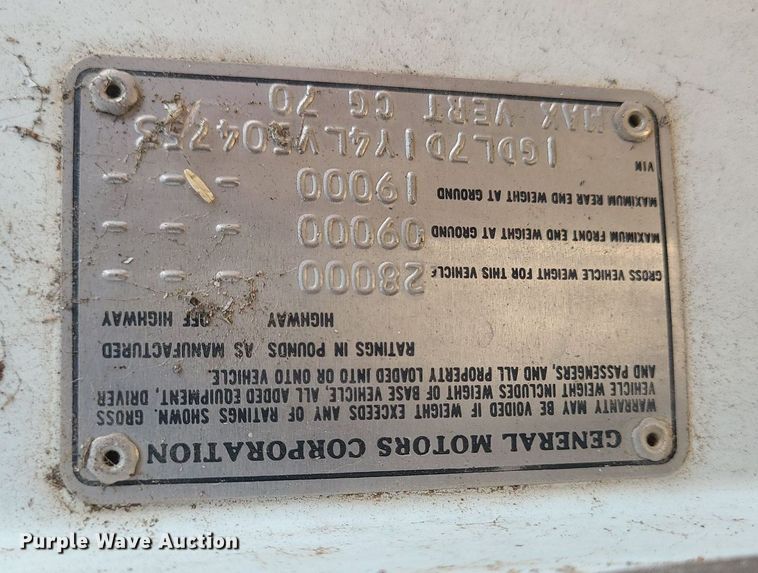 GENERAL MOTORS CORPORATION
WARRANTY MAY BE VOIDED IF WEIGHT EXCEEDS ANY OF RATINGS SHOWN. GROSS
VEHICLE WEIGHT INCLUDES WEIGHT OF BASE VEHICLE, ALL ADDED EQUIPMENT, DRIVER
AND PASSENGERS, AND ALL PROPERTY LOADED INTO OR ONTO VEHICLE.
RATINGS IN POUNDS AS MANUFACTURED
HIGHWAY OFF HIGHWAY
GROSS VEHICLE WEIGHT FOR THIS VEHICLE 28000 - - -
MAXIMUM FRONT END WEIGHT AT GROUND 09000 - - -
MAXIMUM REAR END WEIGHT AT GROUND 19000 - - -
VIN 1GDL7D1Y4LV504753
MAX VERT CG 70
Purple Wave Auction